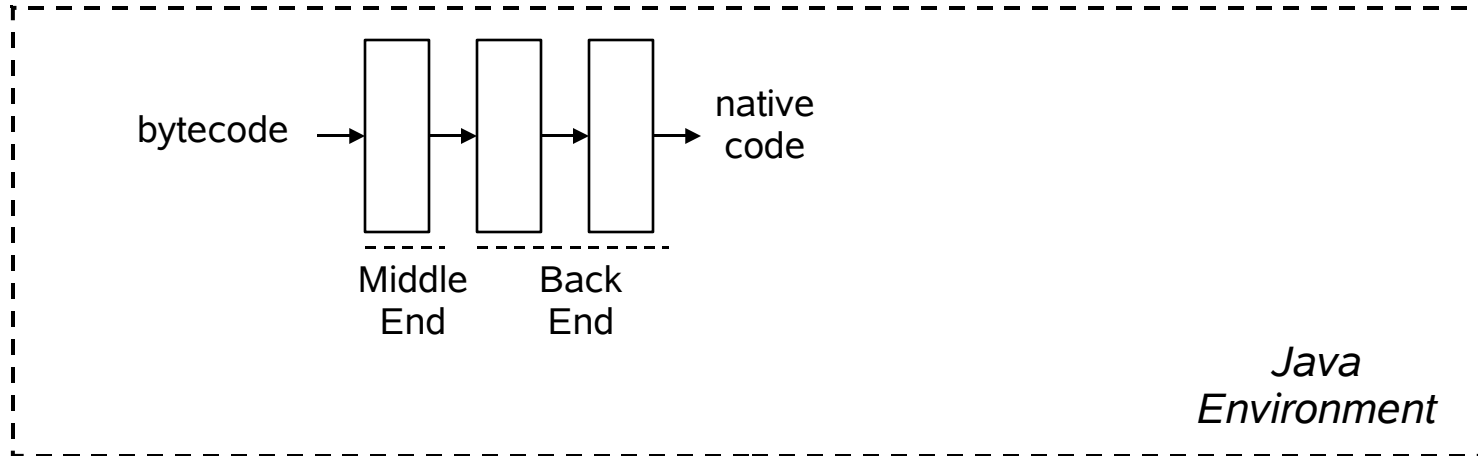 bytecode
native
code
Middle
End
Back
End
Java
Environment